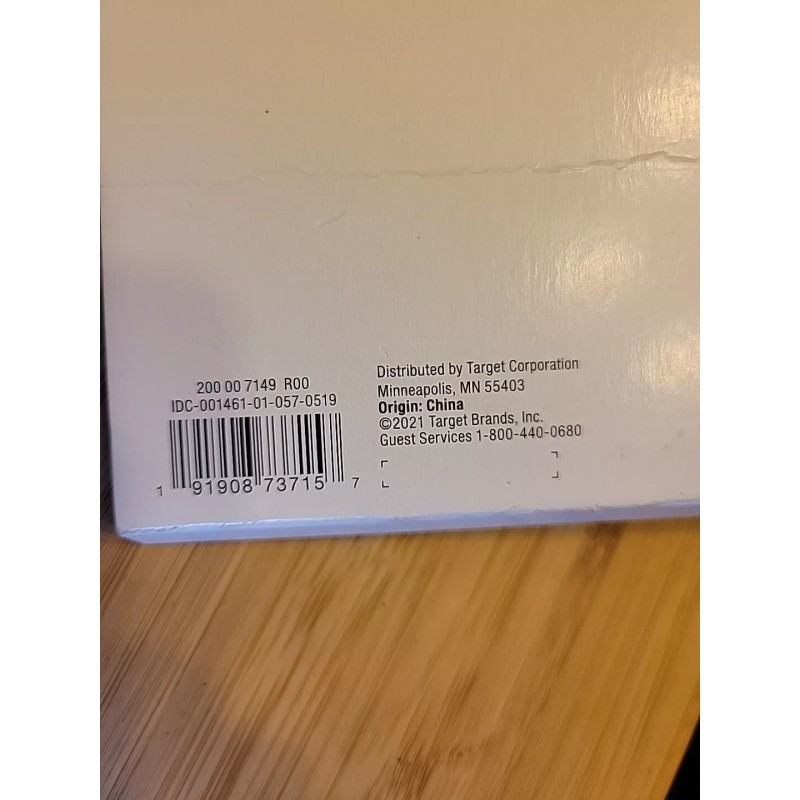 200 00 7149 R00
IDC-001461-01-057-0519
1 91908 73715 7
Distributed by Target Corporation
Minneapolis, MN 55403
Origin: China
©2021 Target Brands, Inc.
Guest Services 1-800-440-0680